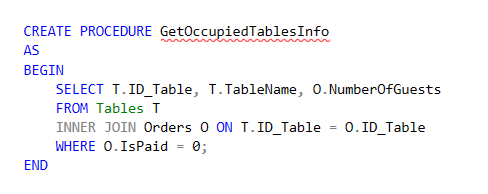 CREATE PROCEDURE GetOccupiedTablesInfo
AS
BEGIN
    SELECT T.ID_Table, T.TableName, O.NumberOfGuests
    FROM Tables T
    INNER JOIN Orders O ON T.ID_Table = O.ID_Table
    WHERE O.IsPaid = 0;
END